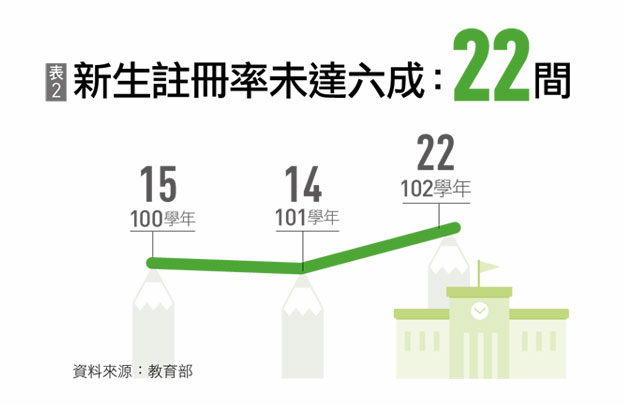 表2 新生註冊率未達六成：22間
15
100學年
14
101學年
22
102學年
資料來源：教育部